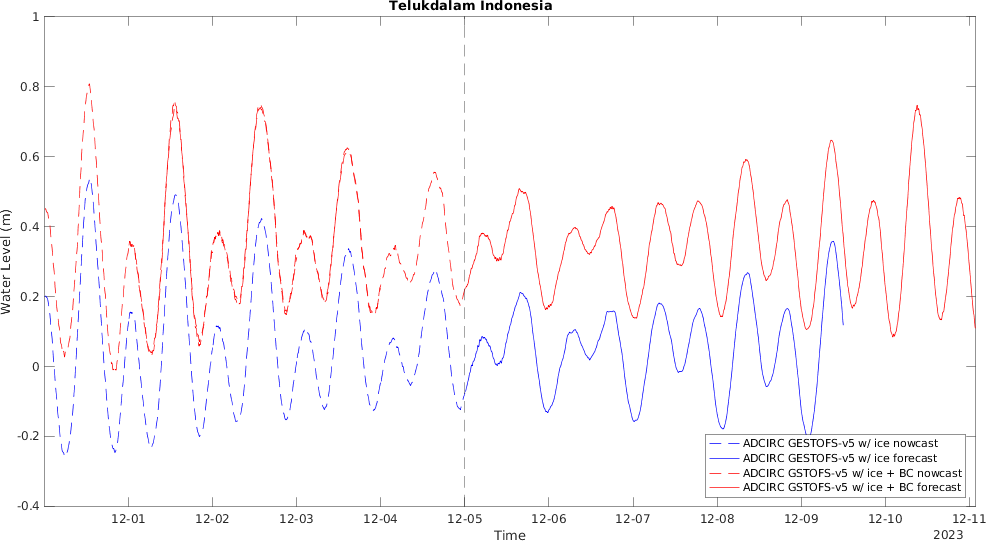 Telukdalam Indonesia
Water Level (m)
1
0.8
0.6
0.4
0.2
0
-0.2
-0.4
12-01 12-02 12-03 12-04 12-05 12-06 12-07 12-08 12-09 12-10 12-11
Time
2023
ADCIRC GESTOFS-v5 w/ ice nowcast
ADCIRC GESTOFS-v5 w/ ice forecast
ADCIRC GSTOFS-v5 w/ ice + BC nowcast
ADCIRC GSTOFS-v5 w/ ice + BC forecast